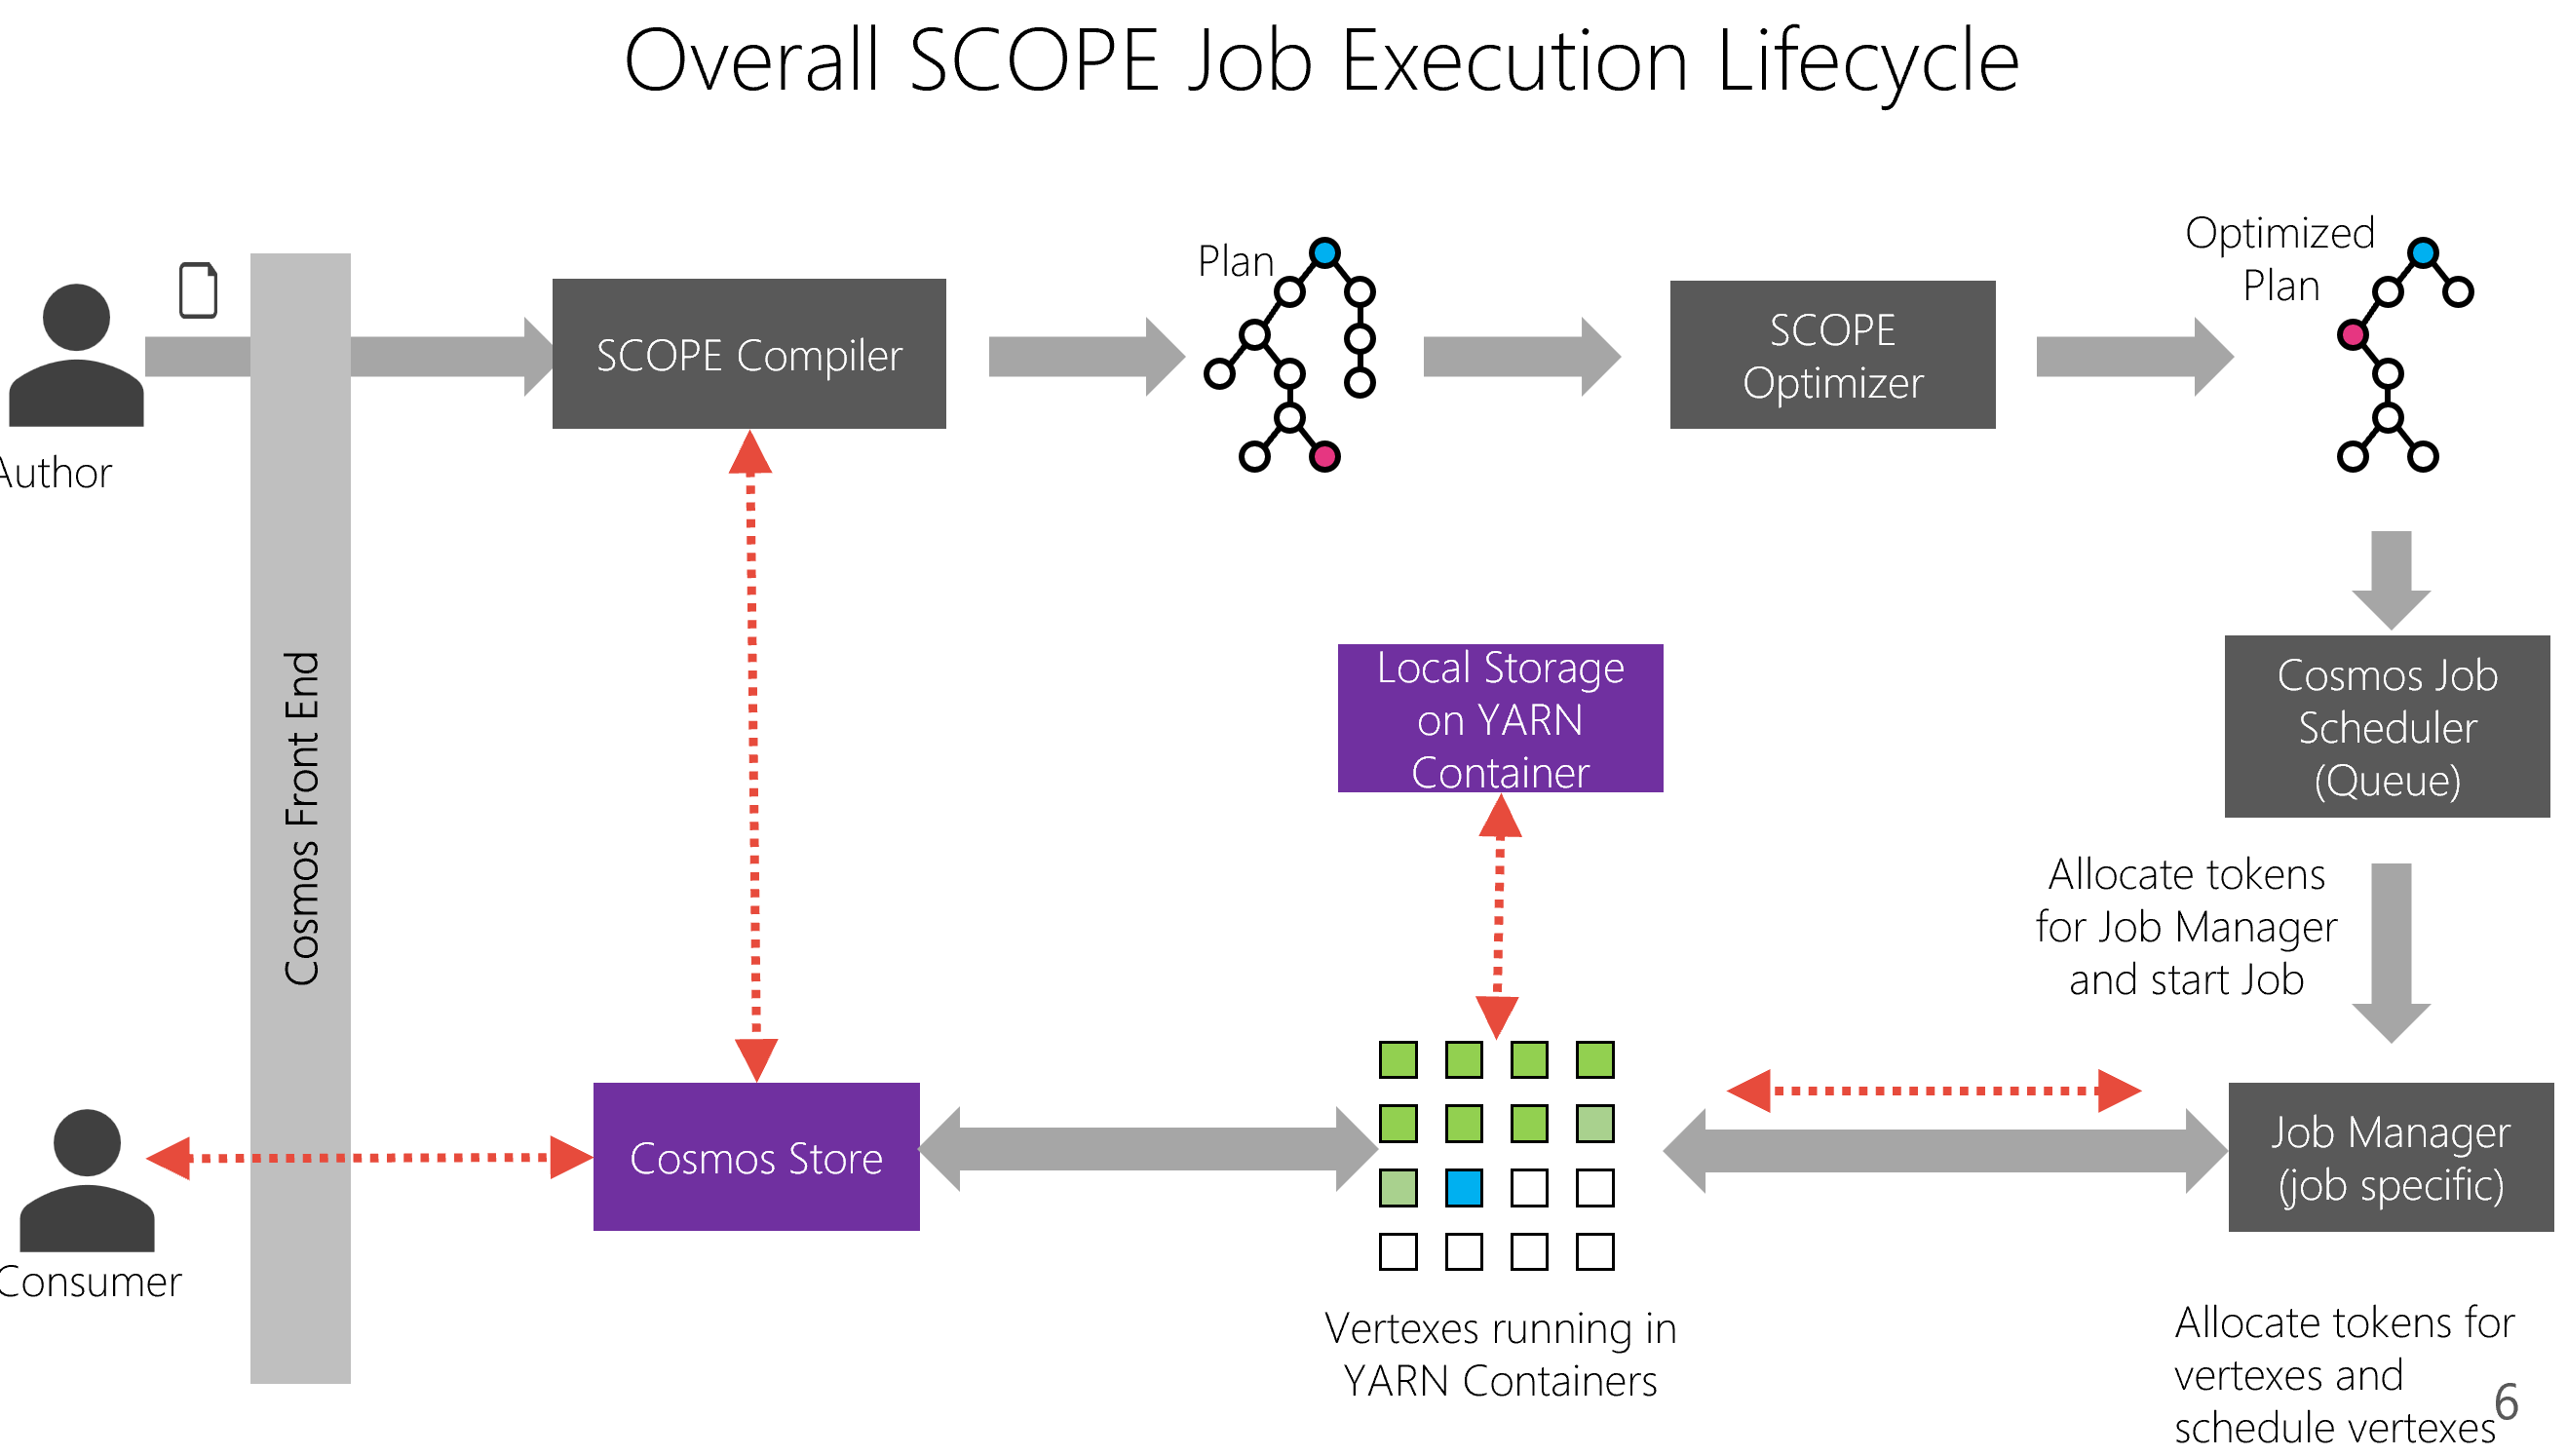 Overall SCOPE Job Execution Lifecycle
Author
Cosmos Front End
SCOPE Compiler
Plan
SCOPE
Optimizer
Optimized
Plan
Cosmos Job
Scheduler
(Queue)
Allocate tokens
for Job Manager
and start Job
Local Storage
on YARN
Container
Consumer
Cosmos Store
Vertexes running in
YARN Containers
Job Manager
(job specific)
Allocate tokens for
vertexes and
schedule vertexes
6